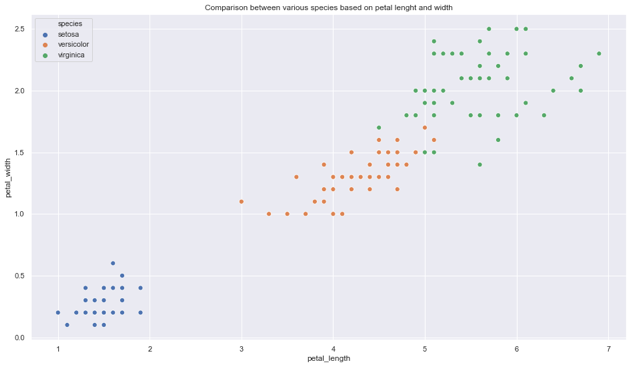 Comparison between various species based on petal lenght and width
species
setosa
versicolor
virginica
petal_width
2.5
2.0
1.5
1.0
0.5
0.0
1 2 3 4 5 6 7
petal_length